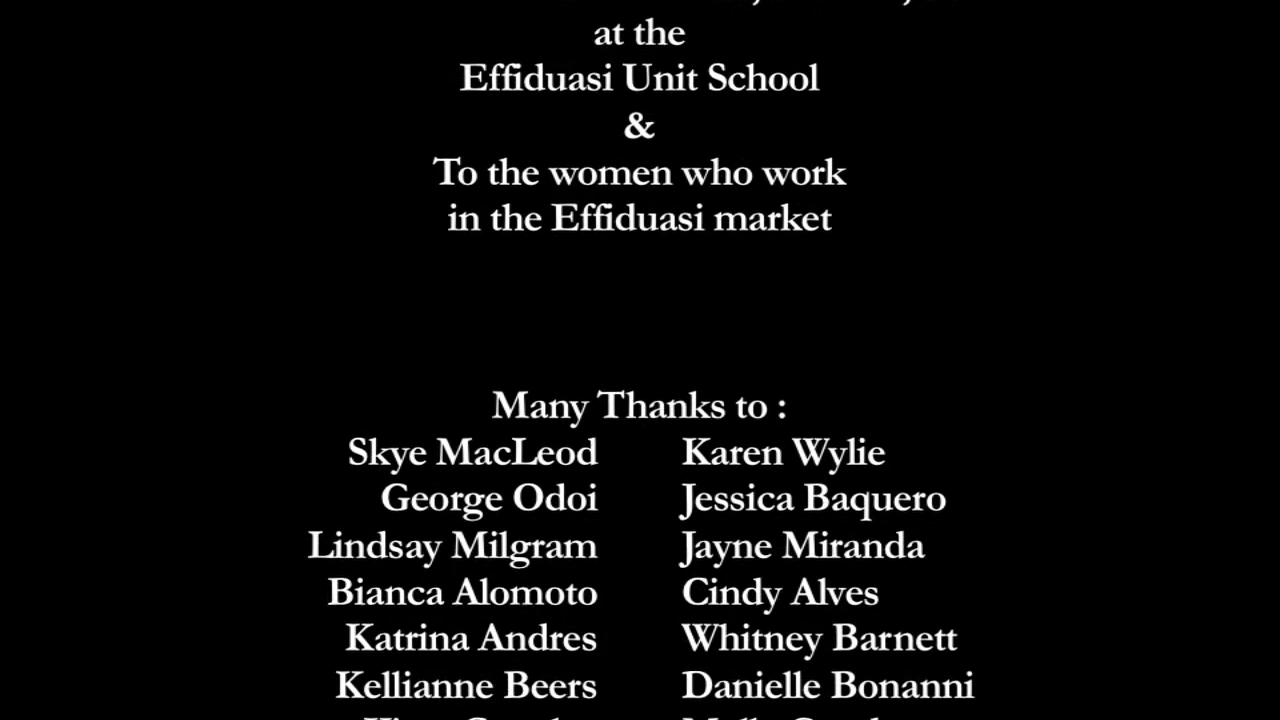 at the
Effiduasi Unit School
&
To the women who work
in the Effiduasi market
Many Thanks to :
Skye MacLeod Karen Wylie
George Odoi Jessica Baquero
Lindsay Milgram Jayne Miranda
Bianca Alomoto Cindy Alves
Katrina Andres Whitney Barnett
Kellianne Beers Danielle Bonanni